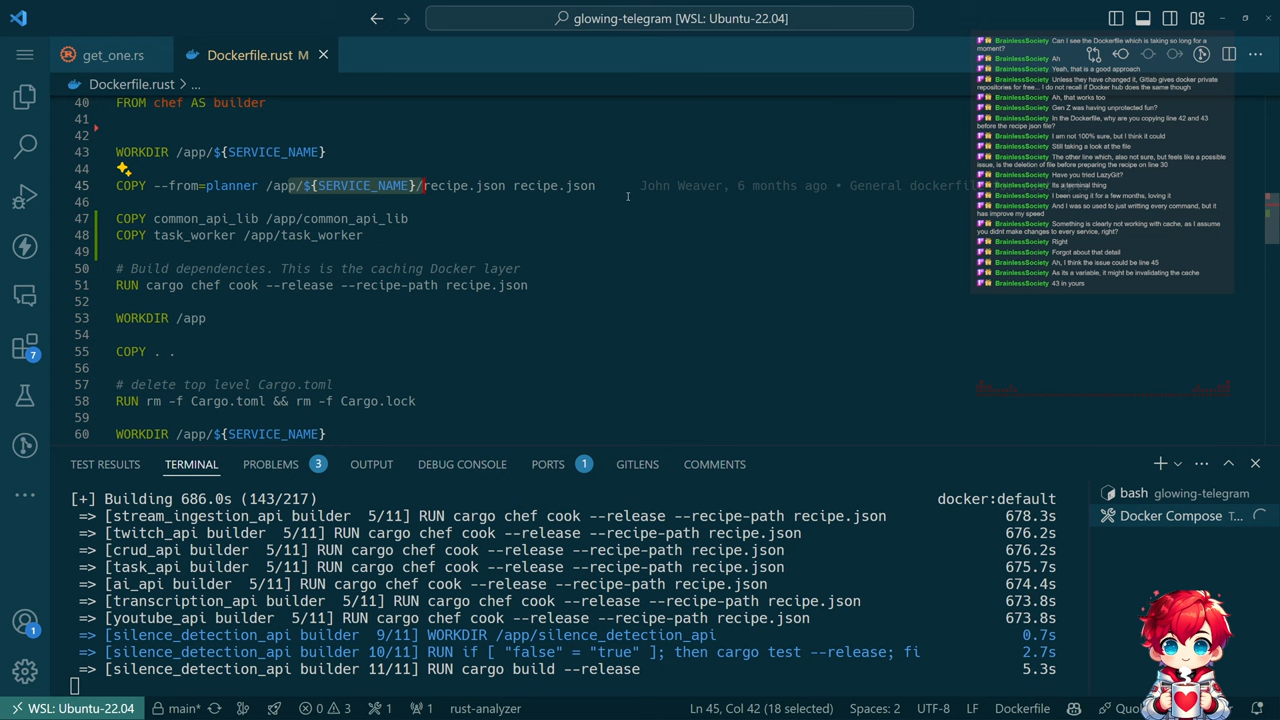 glowing-telegram [WSL: Ubuntu-22.04]
get_one.rs
Dockerfile.rust M
Dockerfile.rust > ...
40 FROM chef AS builder
41
42
43 WORKDIR /app/${SERVICE_NAME}
44
45 COPY --from=planner /app/${SERVICE_NAME}/recipe.json recipe.json John Weaver, 6 months ago • General dockerfi
46
47 COPY common_api_lib /app/common_api_lib
48 COPY task_worker /app/task_worker
49
50 # Build dependencies. This is the caching Docker layer
51 RUN cargo chef cook --release --recipe-path recipe.json
52
53 WORKDIR /app
54
55 COPY . .
56
57 # delete top level Cargo.toml
58 RUN rm -f Cargo.toml && rm -f Cargo.lock
59
60 WORKDIR /app/${SERVICE_NAME}
BrainlessSociety Can I see the Dockerfile which is taking so long for a
moment?
BrainlessSociety Ah
BrainlessSociety Yeah, that is a good approach
BrainlessSociety Unless they have changed it, Gitlab gives docker private
repositories for free... I do not recall if Docker hub does the same though
BrainlessSociety Ah, that works too
BrainlessSociety Gen Z was having unprotected fun?
BrainlessSociety In the Dockerfile, why are you copying line 42 and 43
before the recipe json file?
BrainlessSociety I am not 100% sure, but I think it could
BrainlessSociety Still taking a look at the file
BrainlessSociety The other line which, also not sure, but feels like a possible
issue, is the deletion of file before preparing the recipe on line 30
BrainlessSociety Have you tried LazyGit?
BrainlessSociety Its a terminal thing
BrainlessSociety I been using it for a few months, loving it
BrainlessSociety And I was so used to just writting every command, but it
has improve my speed
BrainlessSociety Something is clearly not working with cache, as I assume
you didnt make changes to every service, right?
BrainlessSociety Right
BrainlessSociety Forgot about that detail
BrainlessSociety Ah, I think the issue could be line 45
BrainlessSociety As its a variable, it might be invalidating the cache
BrainlessSociety 43 in yours
7
1
TEST RESULTS TERMINAL PROBLEMS 3 OUTPUT DEBUG CONSOLE PORTS 1 GITLENS COMMENTS
[+] Building 686.0s (143/217) docker:default
=> [stream_ingestion_api builder 5/11] RUN cargo chef cook --release --recipe-path recipe.json 678.3s
=> [twitch_api builder 5/11] RUN cargo chef cook --release --recipe-path recipe.json 676.2s
=> [crud_api builder 5/11] RUN cargo chef cook --release --recipe-path recipe.json 676.2s
=> [task_api builder 5/11] RUN cargo chef cook --release --recipe-path recipe.json 675.7s
=> [ai_api builder 5/11] RUN cargo chef cook --release --recipe-path recipe.json 674.4s
=> [transcription_api builder 5/11] RUN cargo chef cook --release --recipe-path recipe.json 673.8s
=> [youtube_api builder 5/11] RUN cargo chef cook --release --recipe-path recipe.json 673.8s
=> [silence_detection_api builder 9/11] WORKDIR /app/silence_detection_api 0.7s
=> [silence_detection_api builder 10/11] RUN if [ "false" = "true" ]; then cargo test --release; fi 2.7s
=> [silence_detection_api builder 11/11] RUN cargo build --release 5.3s
bash glowing-telegram
Docker Compose T...
WSL: Ubuntu-22.04 main* 0 3 1 1 rust-analyzer Ln 45, Col 42 (18 selected) Spaces: 2 UTF-8 LF Dockerfile Quo